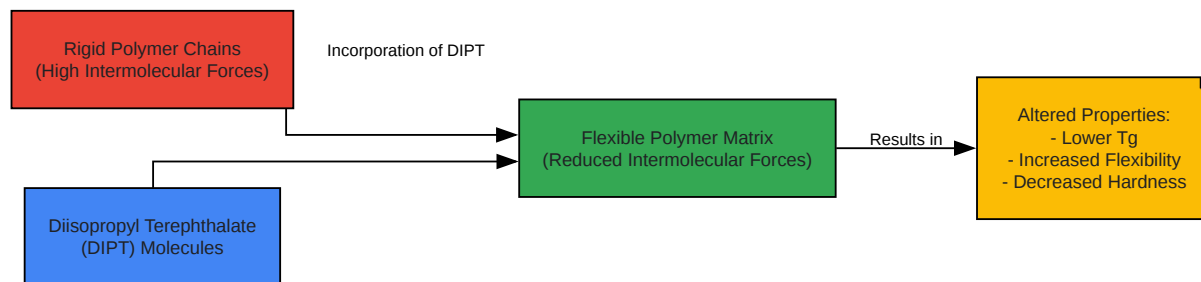 Rigid Polymer Chains
(High Intermolecular Forces)
Incorporation of DIPT
Diisopropyl Terephthalate
(DIPT) Molecules
Flexible Polymer Matrix
(Reduced Intermolecular Forces)
Results in
Altered Properties:
- Lower Tg
- Increased Flexibility
- Decreased Hardness